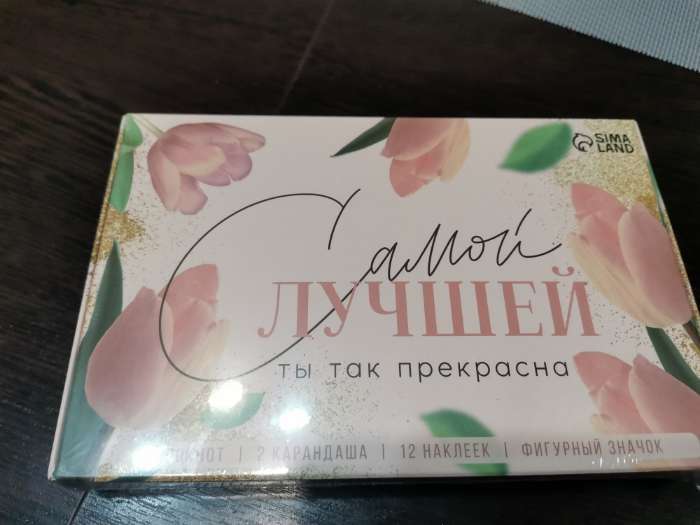 SIMA
LAND
Самой
ЛУЧШЕЙ
ты так прекрасна
| 2 КАРАНДАША | 12 НАКЛЕЕК | ФИГУРНЫЙ ЗНАЧОК